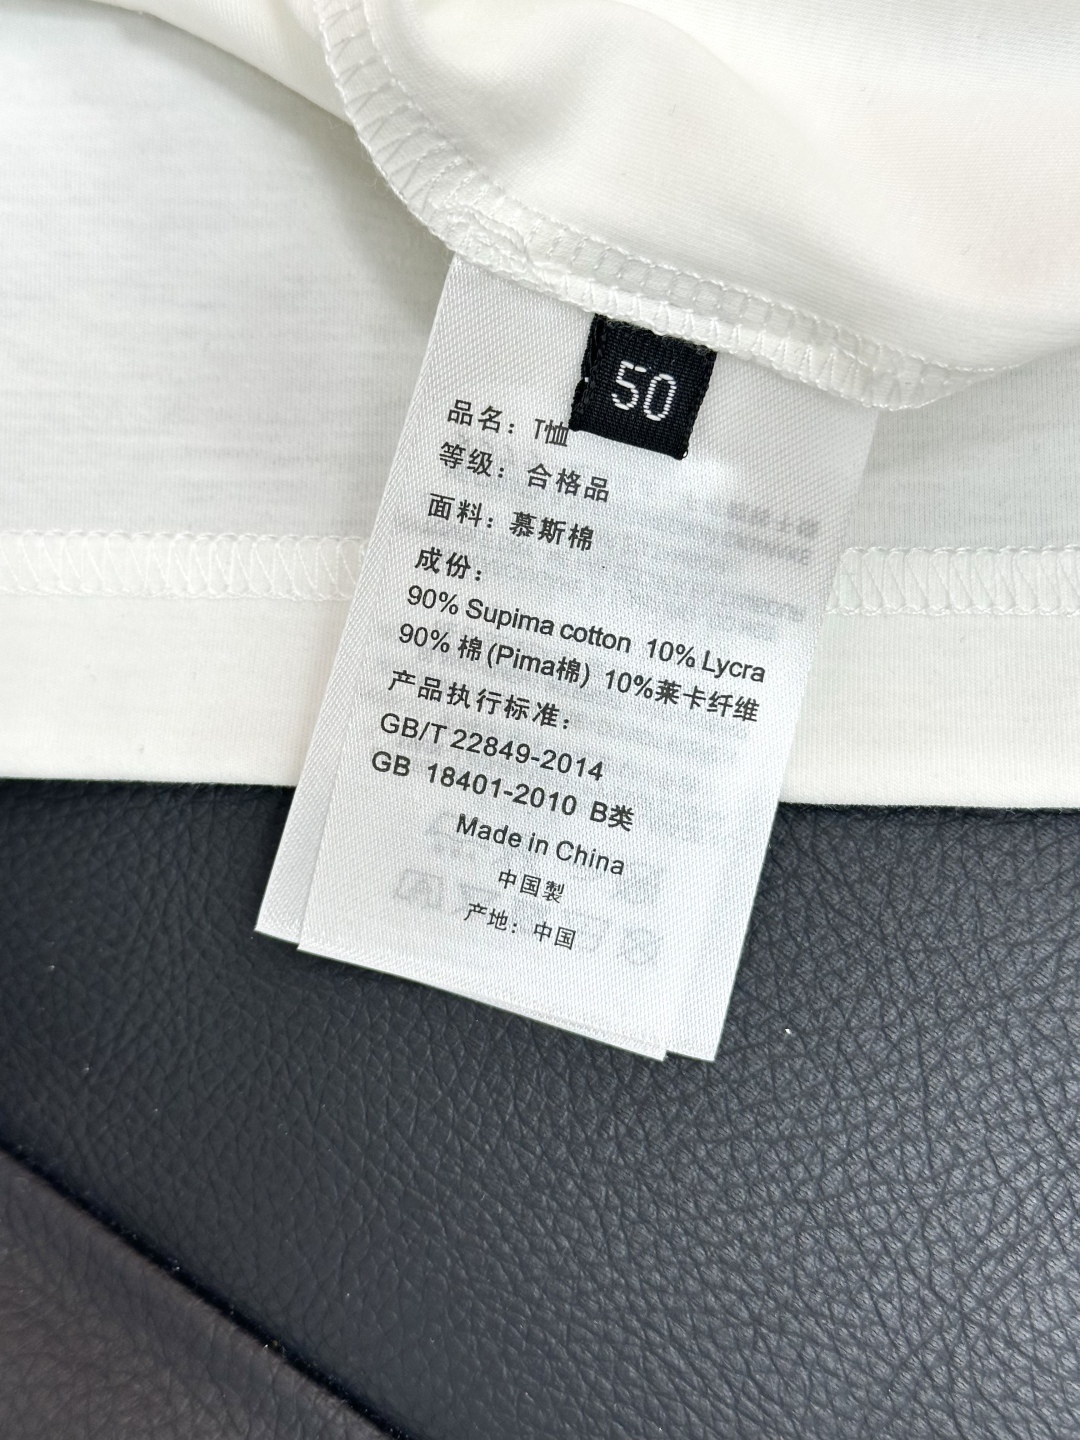 50
品名：T恤
等级：合格品
面料：慕斯棉
成份：
90% Supima cotton 10% Lycra
90% 棉(Pima棉) 10%莱卡纤维
产品执行标准：
GB/T 22849-2014
GB 18401-2010 B类
Made in China
中国製
产地：中国